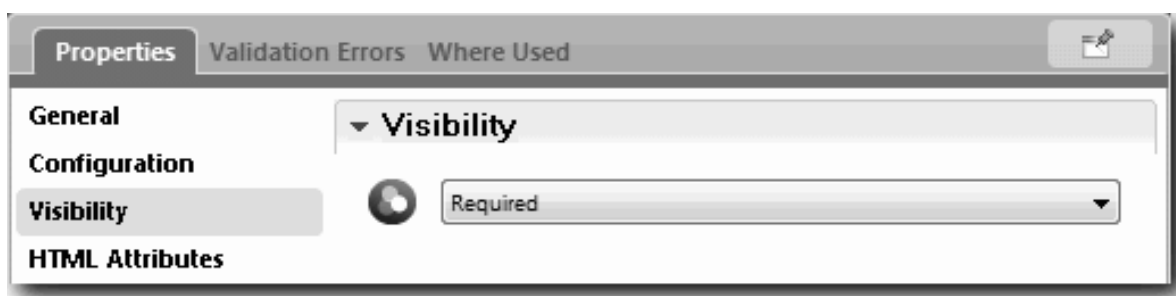 Properties Validation Errors Where Used
General
Configuration
Visibility
HTML Attributes
Visibility
Required